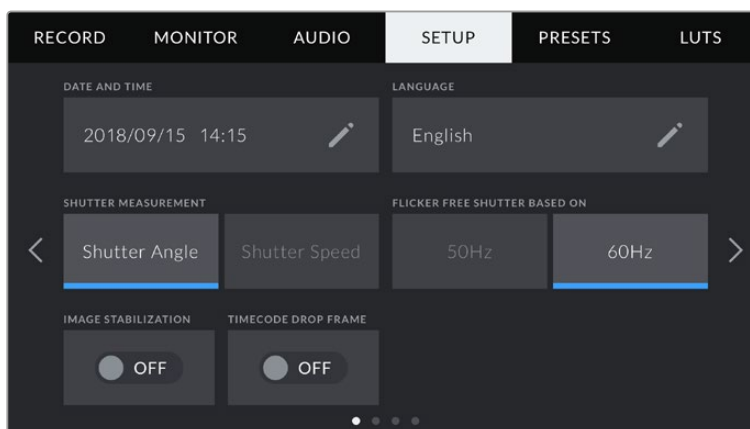 RECORD MONITOR AUDIO SETUP PRESETS LUTS
DATE AND TIME LANGUAGE
2018/09/15 14:15 English
SHUTTER MEASUREMENT FLICKER FREE SHUTTER BASED ON
Shutter Angle Shutter Speed 50Hz 60Hz
IMAGE STABILIZATION TIMECODE DROP FRAME
OFF OFF